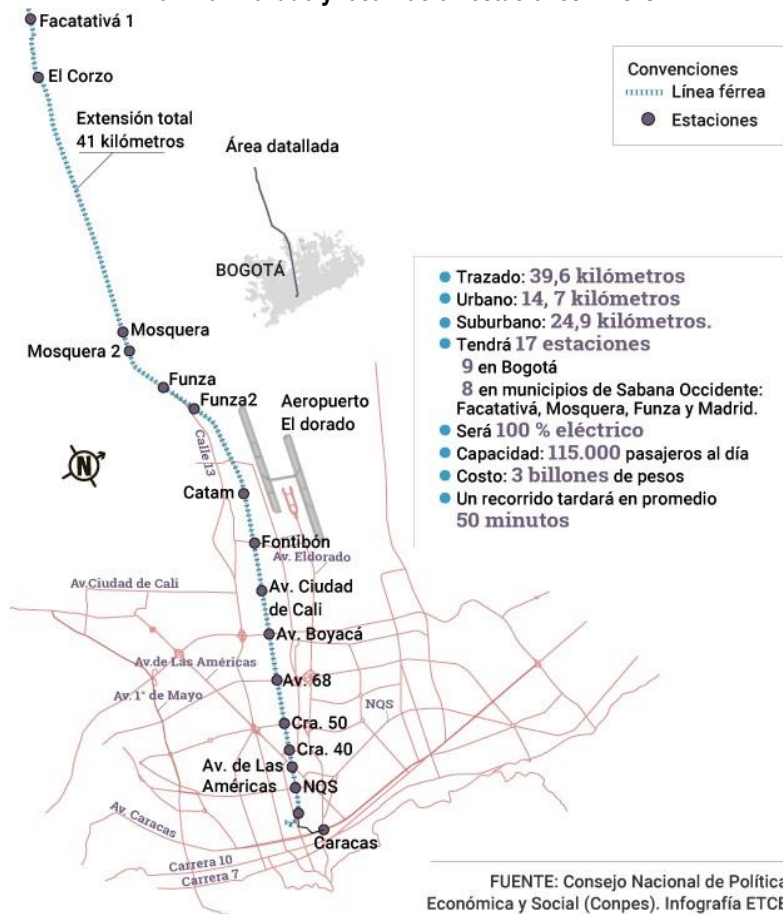 Facatativá 1
El Corzo
Extensión total
41 kilómetros
Área datallada
BOGOTÁ
Convenciones
Línea férrea
Estaciones
Trazado: 39,6 kilómetros
Urbano: 14, 7 kilómetros
Suburbano: 24,9 kilómetros.
Tendrá 17 estaciones
9 en Bogotá
8 en municipios de Sabana Occidente:
Facatativá, Mosquera, Funza y Madrid.
Será 100 % eléctrico
Capacidad: 115.000 pasajeros al día
Costo: 3 billones de pesos
Un recorrido tardará en promedio
50 minutos
Mosquera
Mosquera 2
Funza
Funza2
Aeropuerto
El dorado
Calle 13
N
Catam
Fontibón
Av. Eldorado
Av.Ciudad de Cali
Av. Ciudad
de Cali
Av. Boyacá
Av.de Las Américas
Av. 68
Av. 1° de Mayo
NQS
Cra. 50
Cra. 40
Av. de Las
Américas
NQS
Av. Caracas
Caracas
Carrera 10
Carrera 7
FUENTE: Consejo Nacional de Política
Económica y Social (Conpes). Infografía ETCE